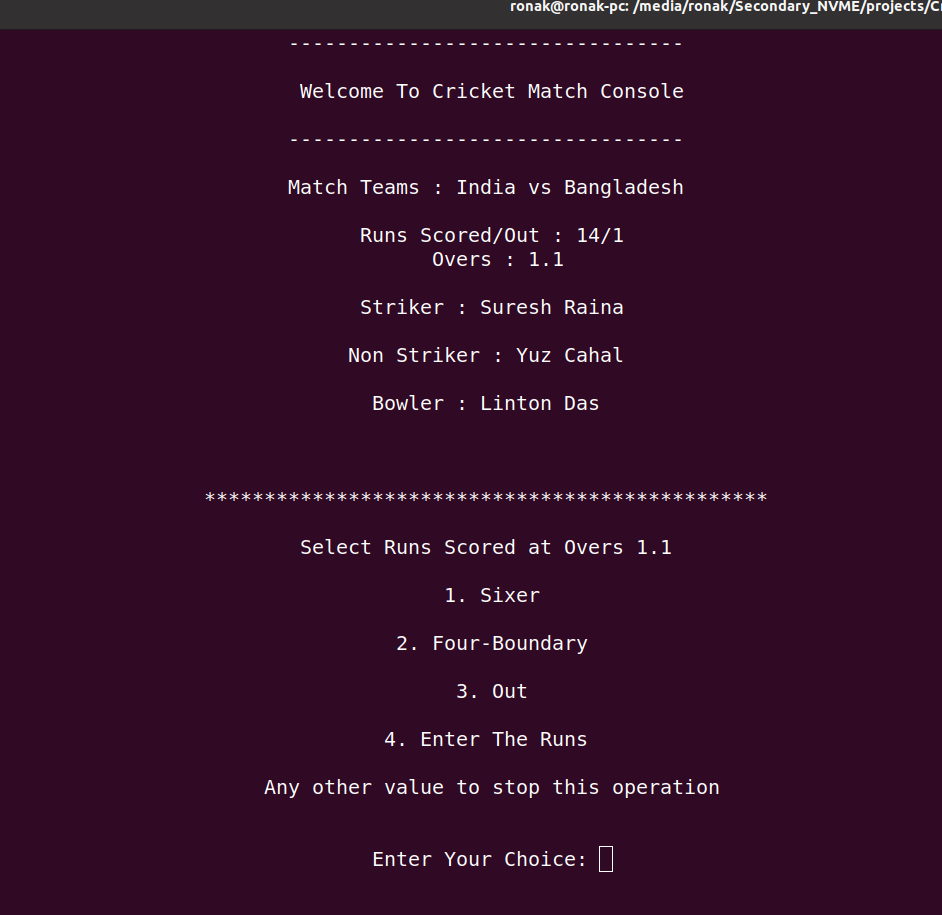 ronak@ronak-pc: /media/ronak/Secondary_NVME/projects/Cr
---------------------------------
Welcome To Cricket Match Console
---------------------------------
Match Teams : India vs Bangladesh
Runs Scored/Out : 14/1
Overs : 1.1
Striker : Suresh Raina
Non Striker : Yuz Cahal
Bowler : Linton Das
***********************************************
Select Runs Scored at Overs 1.1
1. Sixer
2. Four-Boundary
3. Out
4. Enter The Runs
Any other value to stop this operation
Enter Your Choice: